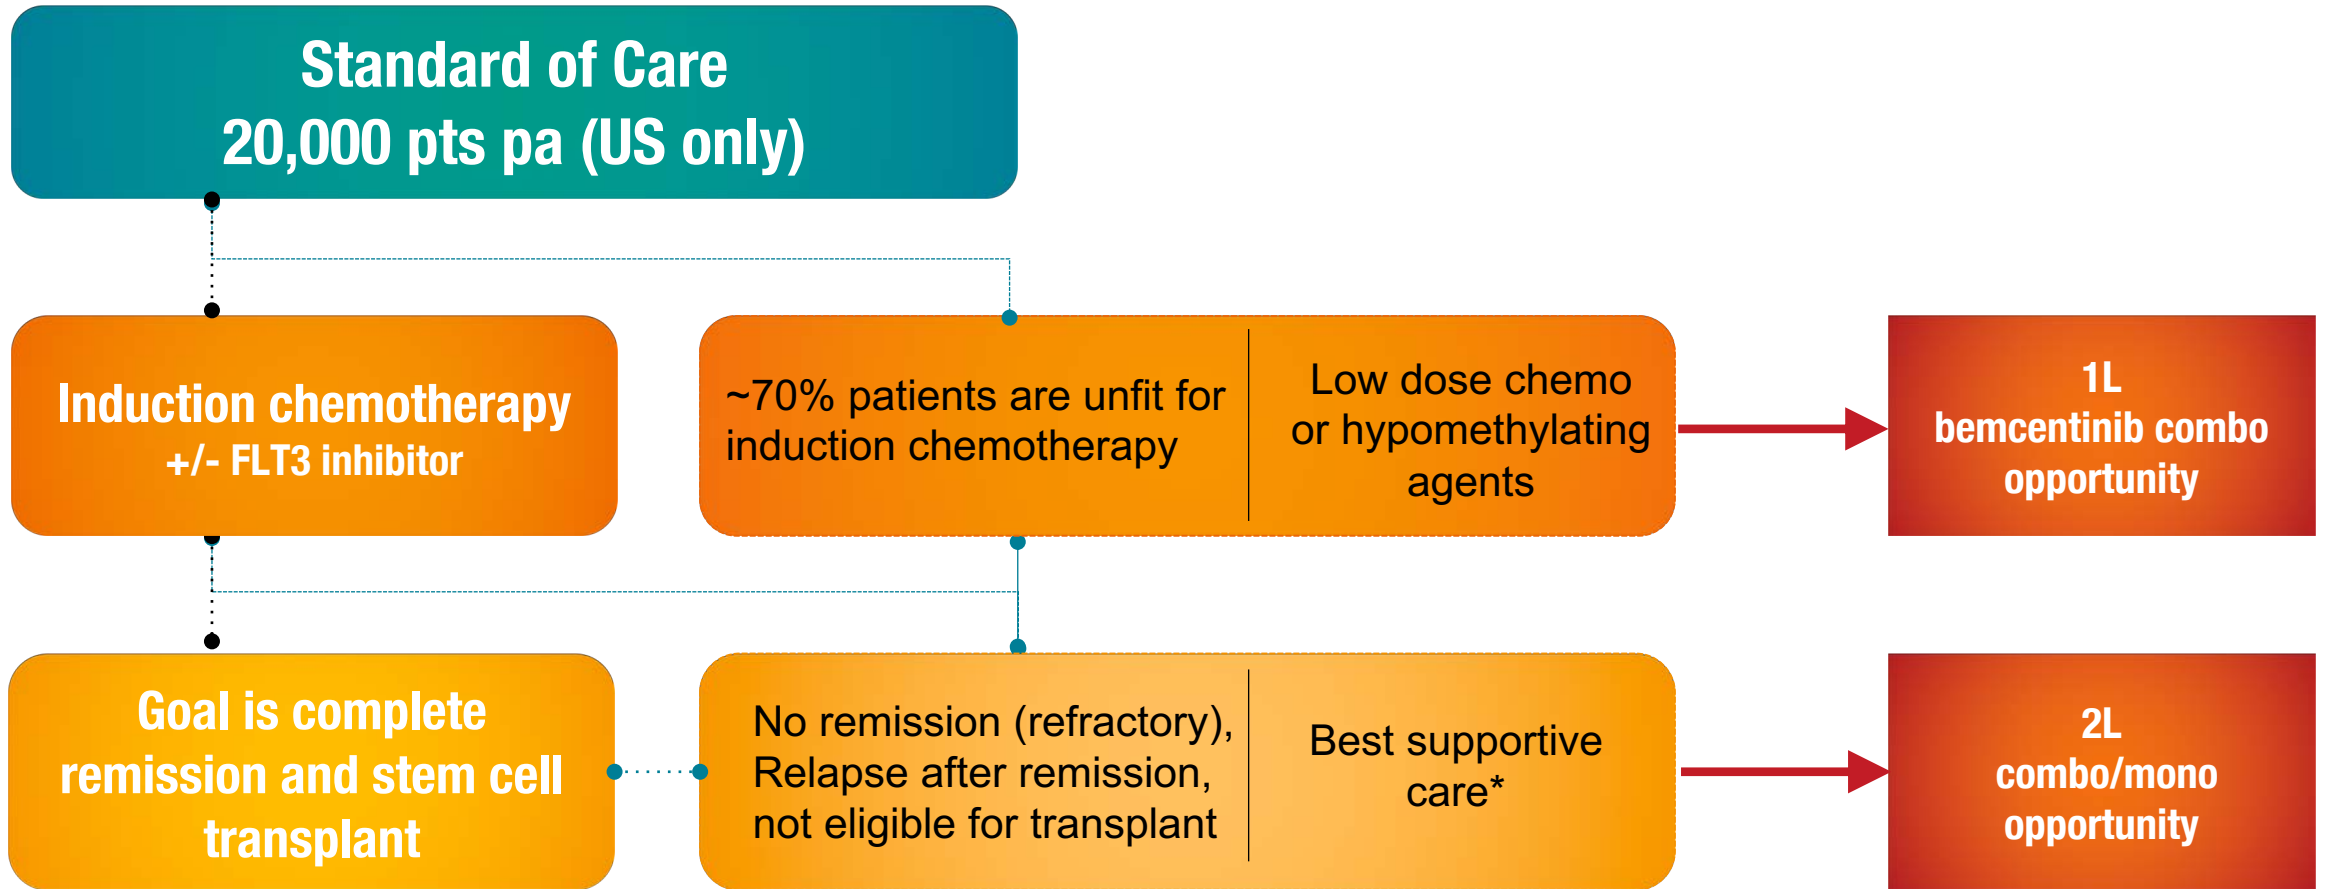 Standard of Care
20,000 pts pa (US only)
Induction chemotherapy
+/- FLT3 inhibitor
~70% patients are unfit for
induction chemotherapy
Low dose chemo
or hypomethylating
agents
1L
bemcentinib combo
opportunity
Goal is complete
remission and stem cell
transplant
No remission (refractory),
Relapse after remission,
not eligible for transplant
Best supportive
care*
2L
combo/mono
opportunity